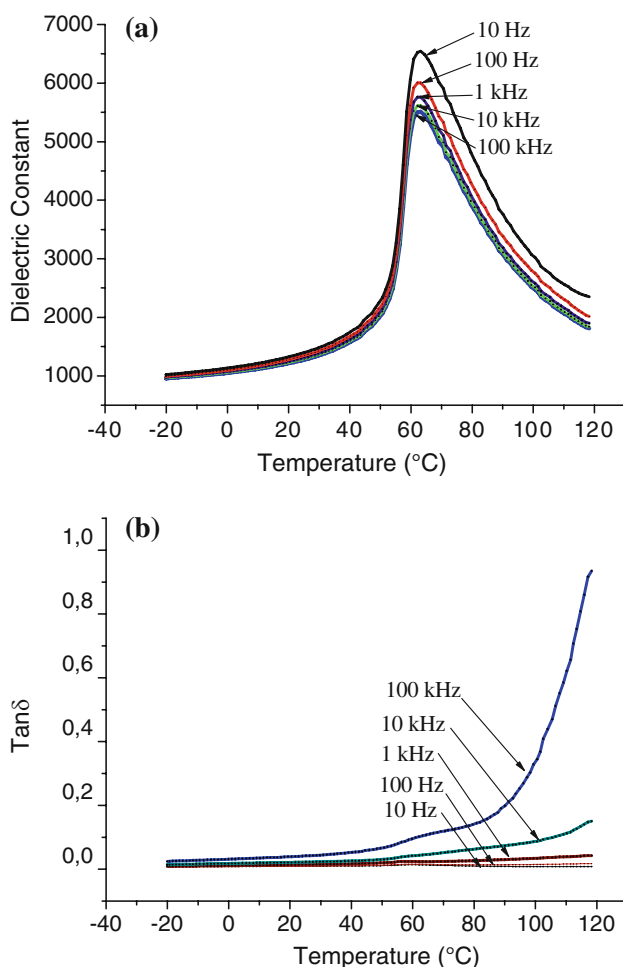 (a)
7000
6000
5000
4000
3000
2000
1000
Dielectric Constant
10 Hz
100 Hz
1 kHz
10 kHz
100 kHz
-40 -20 0 20 40 60 80 100 120
Temperature (°C)
(b)
1,0
0,8
0,6
0,4
0,2
0,0
Tanδ
100 kHz
10 kHz
1 kHz
100 Hz
10 Hz
-40 -20 0 20 40 60 80 100 120
Temperature (°C)